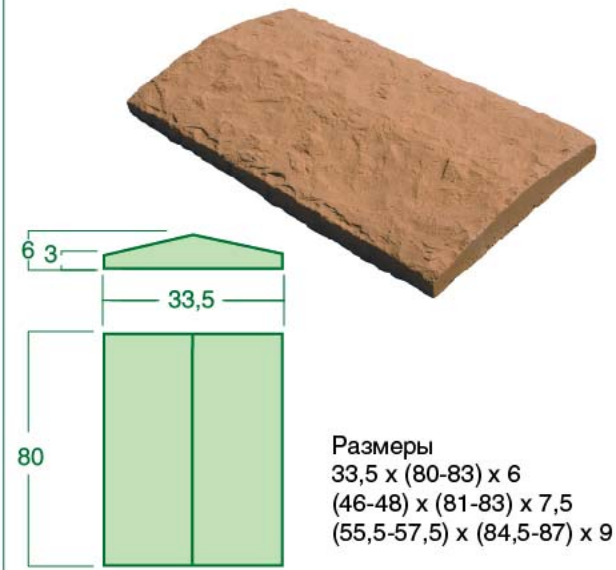 6 3
33,5
80
Размеры
33,5 x (80-83) x 6
(46-48) x (81-83) x 7,5
(55,5-57,5) x (84,5-87) x 9